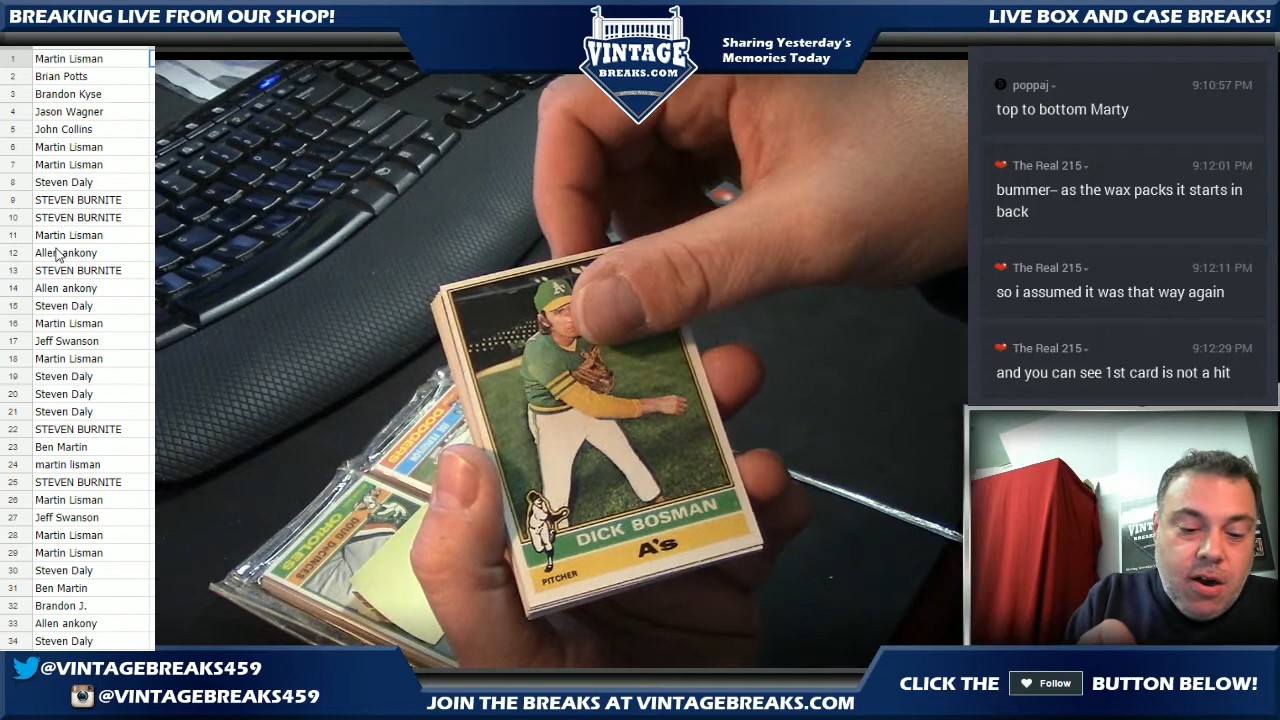 BREAKING LIVE FROM OUR SHOP!
VINTAGE
BREAKS.COM
Sharing Yesterday's
Memories Today
LIVE BOX AND CASE BREAKS!
1 Martin Lisman
2 Brian Potts
3 Brandon Kyse
4 Jason Wagner
5 John Collins
6 Martin Lisman
7 Martin Lisman
8 Steven Daly
9 STEVEN BURNITE
10 STEVEN BURNITE
11 Martin Lisman
12 Allen ankony
13 STEVEN BURNITE
14 Allen ankony
15 Steven Daly
16 Martin Lisman
17 Jeff Swanson
18 Martin Lisman
19 Steven Daly
20 Steven Daly
21 Steven Daly
22 STEVEN BURNITE
23 Ben Martin
24 martin lisman
25 STEVEN BURNITE
26 Martin Lisman
27 Jeff Swanson
28 Martin Lisman
29 Martin Lisman
30 Steven Daly
31 Ben Martin
32 Brandon J.
33 Allen ankony
34 Steven Daly
poppaj 9:10:57 PM
top to bottom Marty
The Real 215 9:12:01 PM
bummer-- as the wax packs it starts in
back
The Real 215 9:12:11 PM
so i assumed it was that way again
The Real 215 9:12:29 PM
and you can see 1st card is not a hit
A's
DICK BOSMAN
A's
PITCHER
DODGERS
ORIOLES
DOUG DeCINCES
VINTAGE
@VINTAGEBREAKS459
@VINTAGEBREAKS459
JOIN THE BREAKS AT VINTAGEBREAKS.COM
CLICK THE Follow BUTTON BELOW!